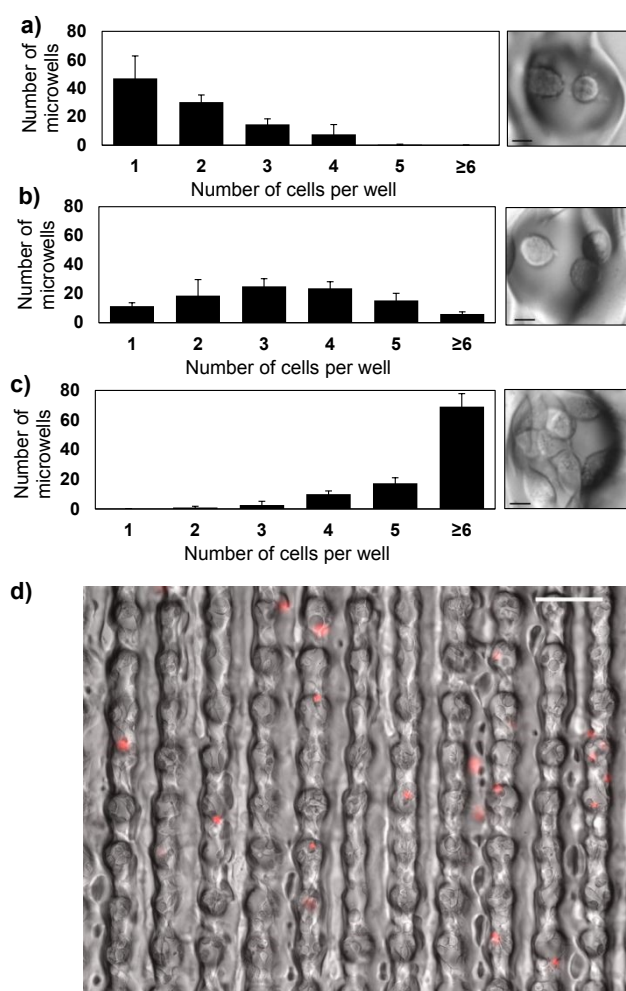 a)
Number of
microwells
80
60
40
20
0
1 2 3 4 5 ≥6
Number of cells per well
b)
Number of
microwells
80
60
40
20
0
1 2 3 4 5 ≥6
Number of cells per well
c)
Number of
microwells
80
60
40
20
0
1 2 3 4 5 ≥6
Number of cells per well
d)